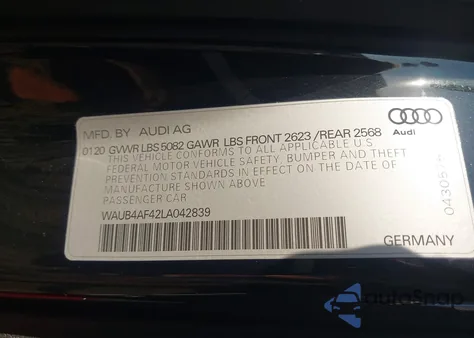 MFD. BY AUDI AG
0120 GVWR LBS 5082 GAWR LBS FRONT 2623 /REAR 2568
THIS VEHICLE CONFORMS TO ALL APPLICABLE U.S
FEDERAL MOTOR VEHICLE SAFETY, BUMPER AND THEFT
PREVENTION STANDARDS IN EFFECT ON THE DATE OF
MANUFACTURE SHOWN ABOVE.
PASSENGER CAR
WAUB4AF42LA042839
Audi
GERMANY
autoSnap